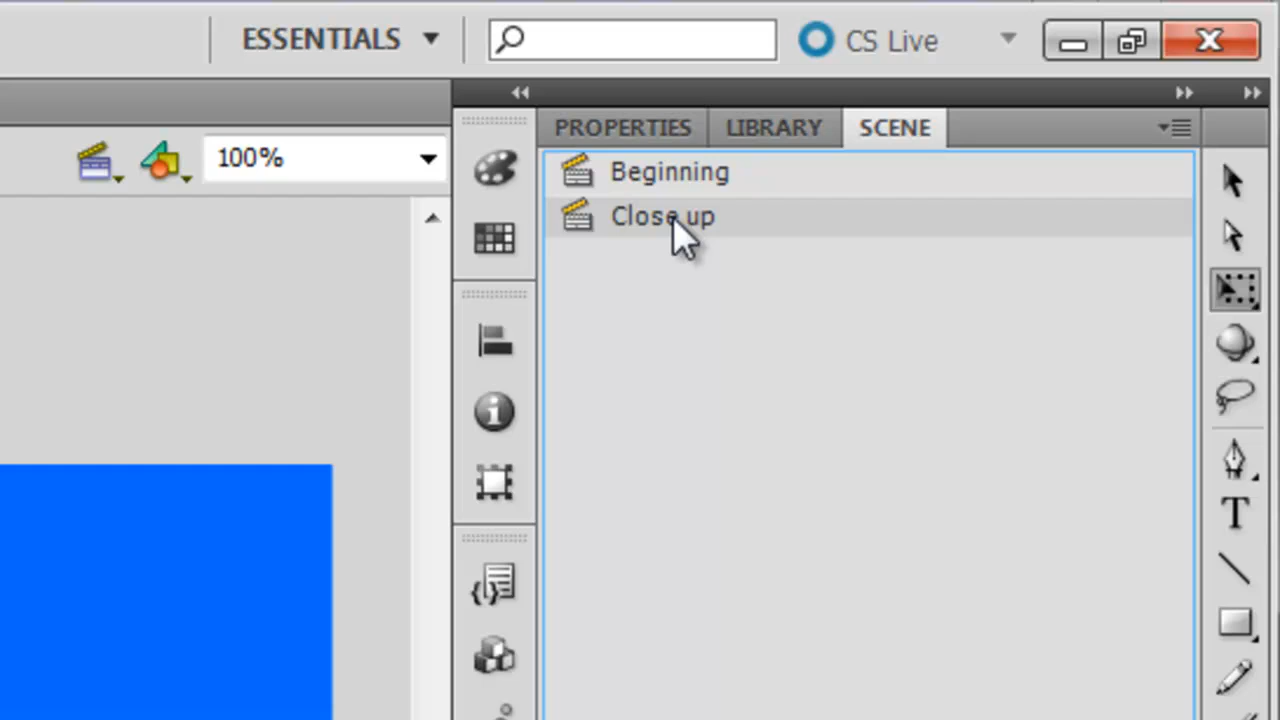 ESSENTIALS
CS Live
PROPERTIES
LIBRARY
SCENE
100%
Beginning
Close up